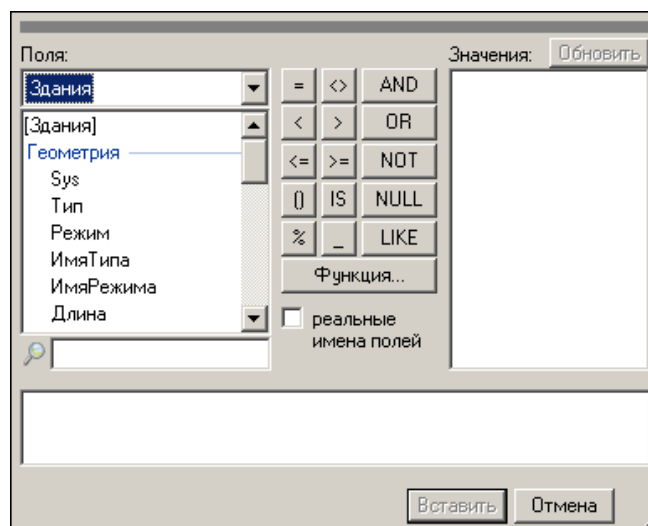 Поля:
Значения:
Обновить
Здания
= <> AND
[Здания]
< > OR
Геометрия
<= >= NOT
Sys
() IS NULL
Тип
Режим
% _ LIKE
ИмяТипа
Функция...
ИмяРежима
Длина
реальные
имена полей
Вставить
Отмена